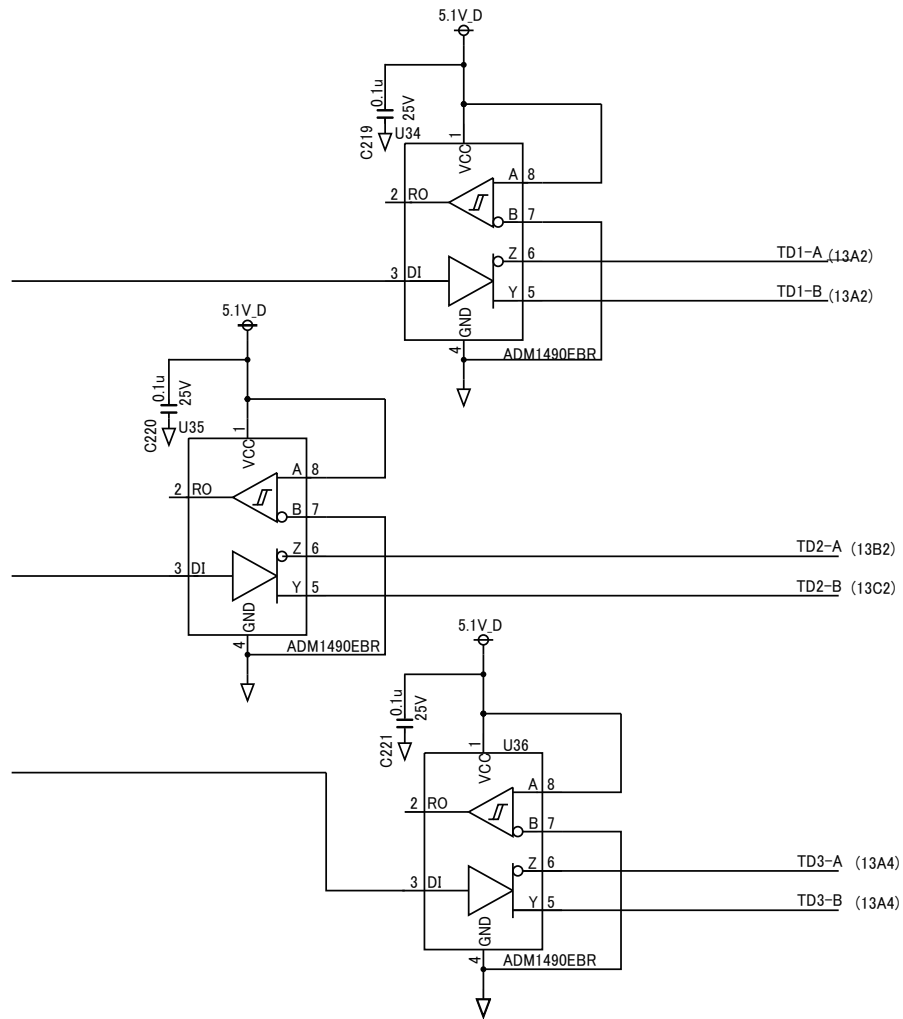 5.1V_D
0.1u
25V
C219
U34
1
VCC
A 8
2 RO
B 7
Z 6
TD1-A (13A2)
3 DI
Y 5
TD1-B (13A2)
GND
4
ADM1490EBR
5.1V_D
0.1u
25V
C220
U35
1
VCC
A 8
2 RO
B 7
Z 6
TD2-A (13B2)
3 DI
Y 5
TD2-B (13C2)
GND
4
ADM1490EBR
5.1V_D
0.1u
25V
C221
U36
1
VCC
A 8
2 RO
B 7
Z 6
TD3-A (13A4)
3 DI
Y 5
TD3-B (13A4)
GND
4
ADM1490EBR